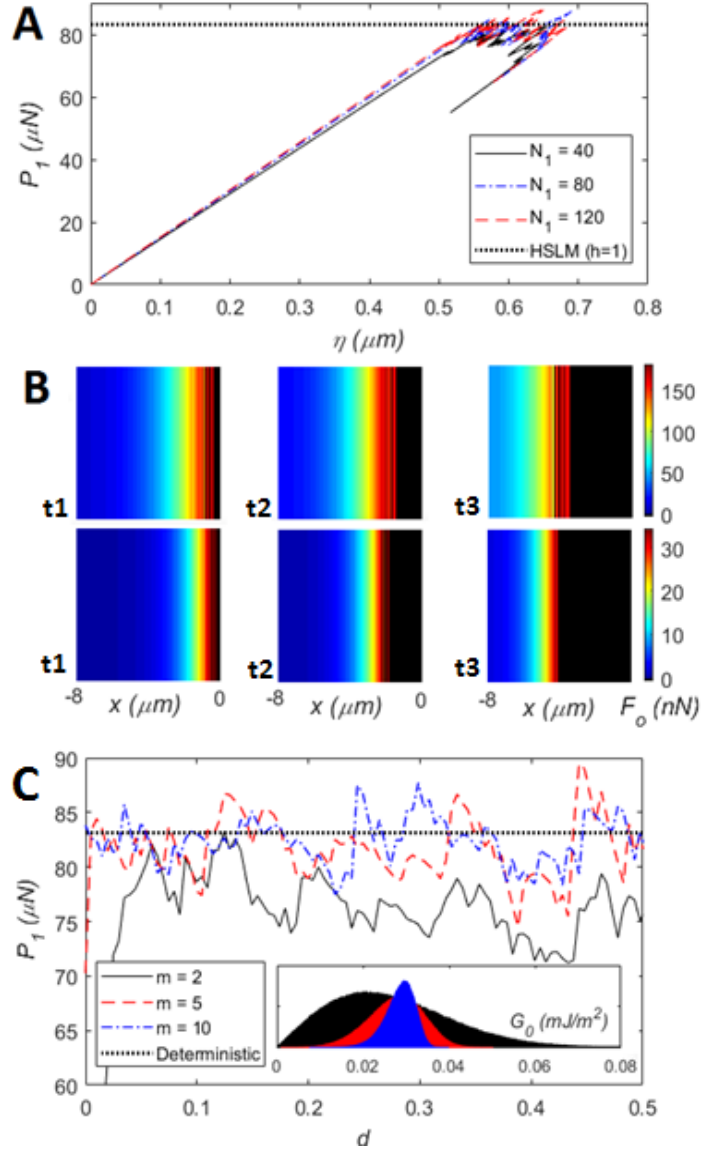 A
P₁ (μN)
80
60
40
20
0
N₁ = 40
N₁ = 80
N₁ = 120
HSLM (h=1)
0 0.1 0.2 0.3 0.4 0.5 0.6 0.7 0.8
η (μm)
B
t1 t2 t3
150
100
50
0
t1 t2 t3
30
20
10
0
-8 0 -8 0 -8
x (μm) x (μm) x (μm) Fₒ (nN)
C
P₁ (μN)
90
85
80
75
70
65
60
m = 2
m = 5
m = 10
Deterministic
G₀ (mJ/m²)
0 0.02 0.04 0.06 0.08
0 0.1 0.2 0.3 0.4 0.5
d